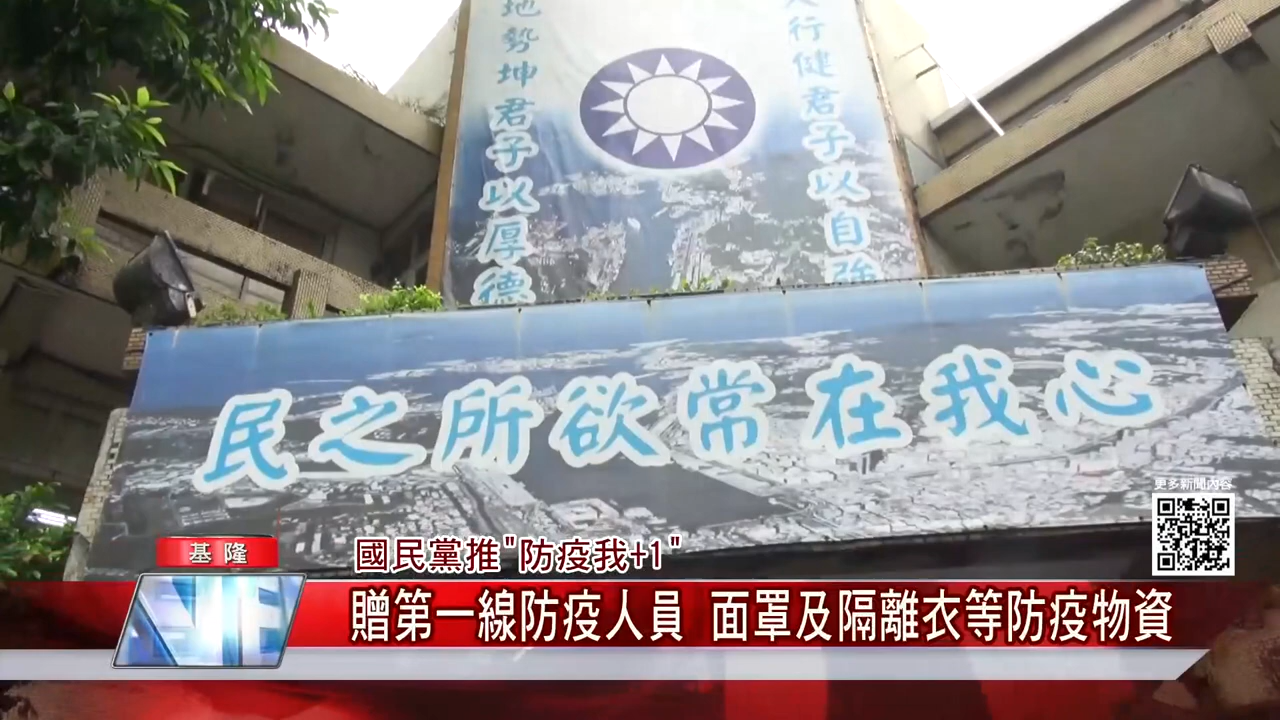 行健君子以自強
地勢坤君子以厚德
民之所欲常在我心
更多新聞內容
基隆
國民黨推"防疫我+1"
贈第一線防疫人員 面罩及隔離衣等防疫物資